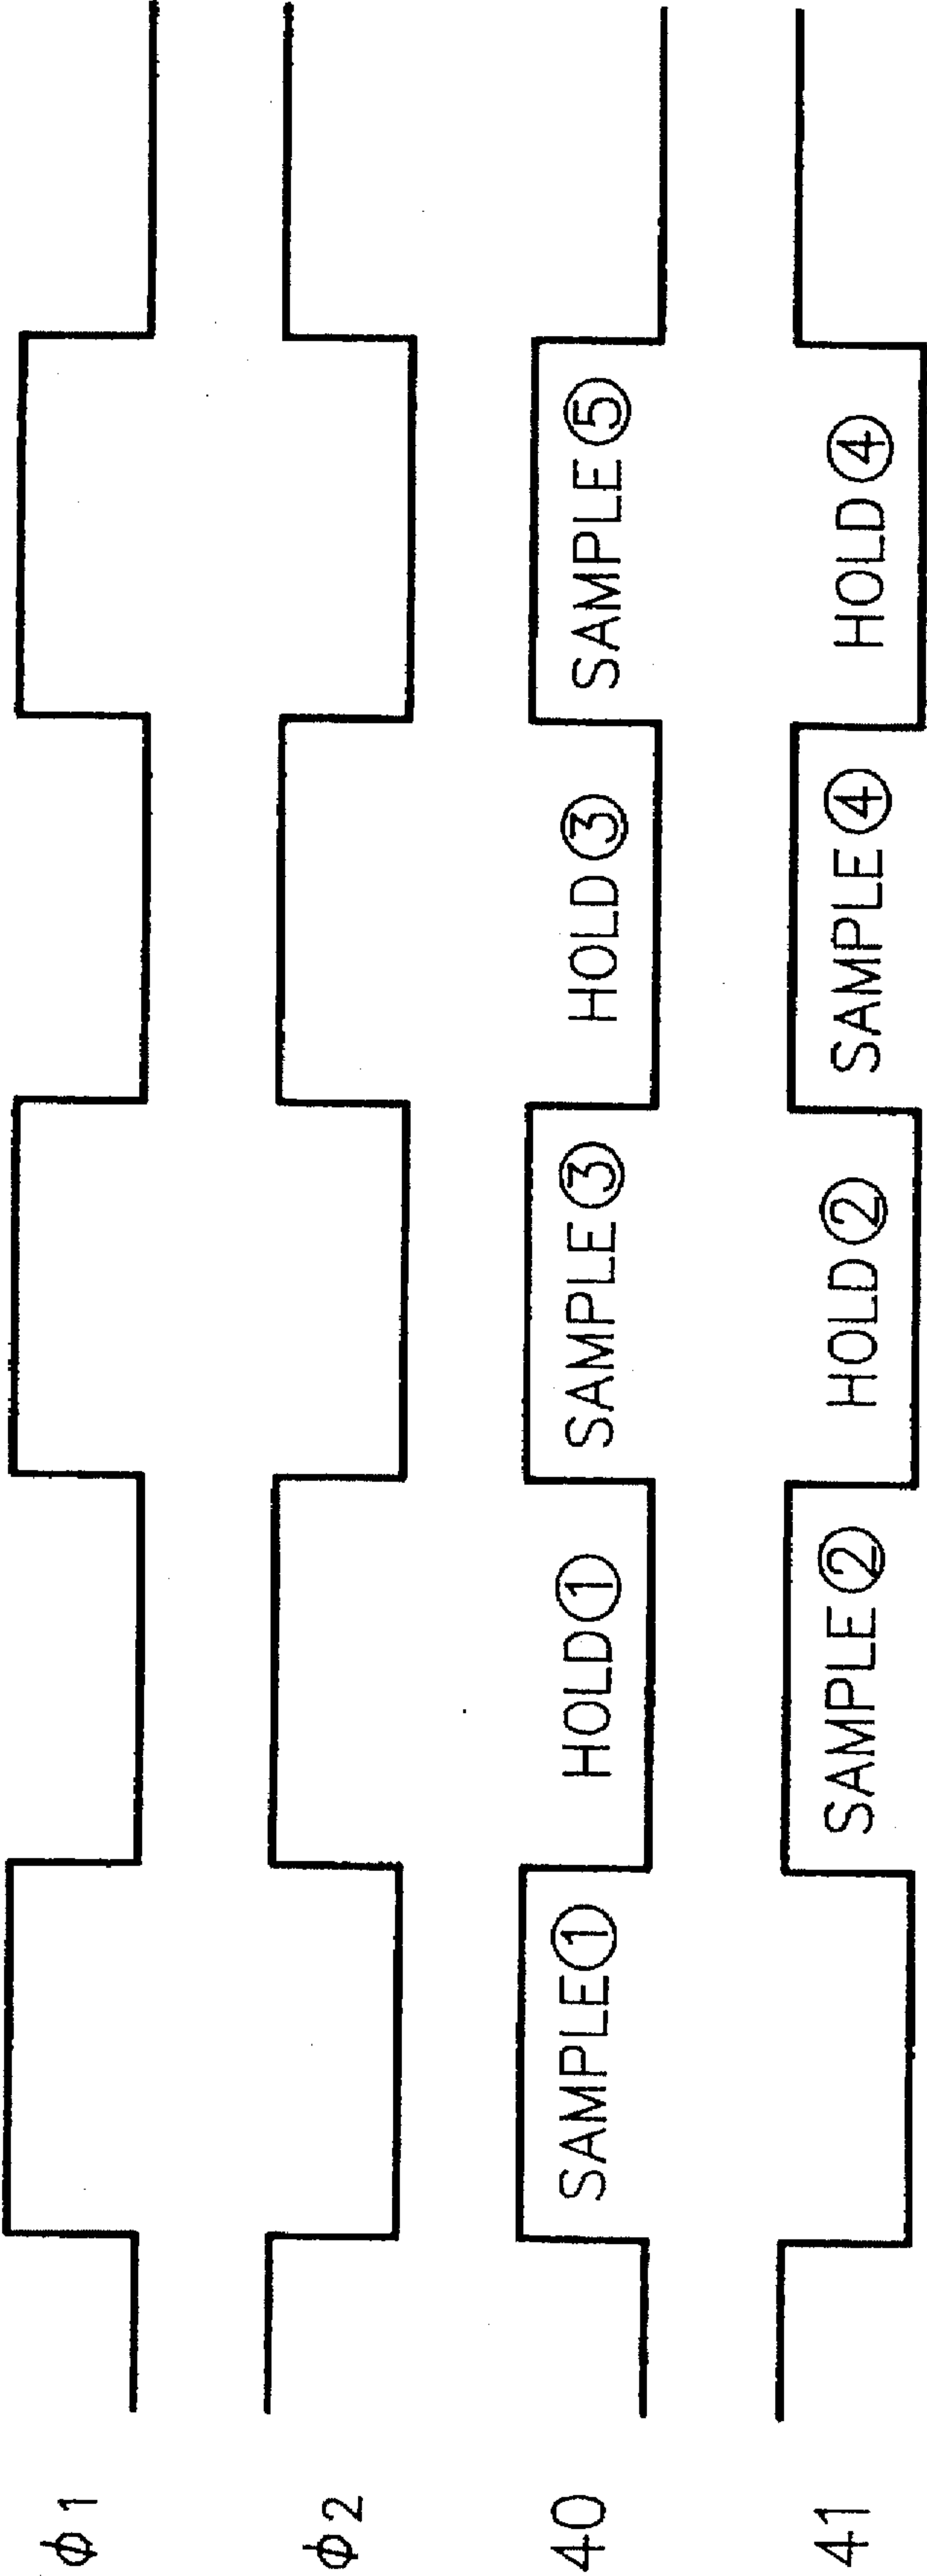 ϕ1
ϕ2
40 SAMPLE① HOLD① SAMPLE③ HOLD③ SAMPLE⑤
41 SAMPLE② HOLD② SAMPLE④ HOLD④